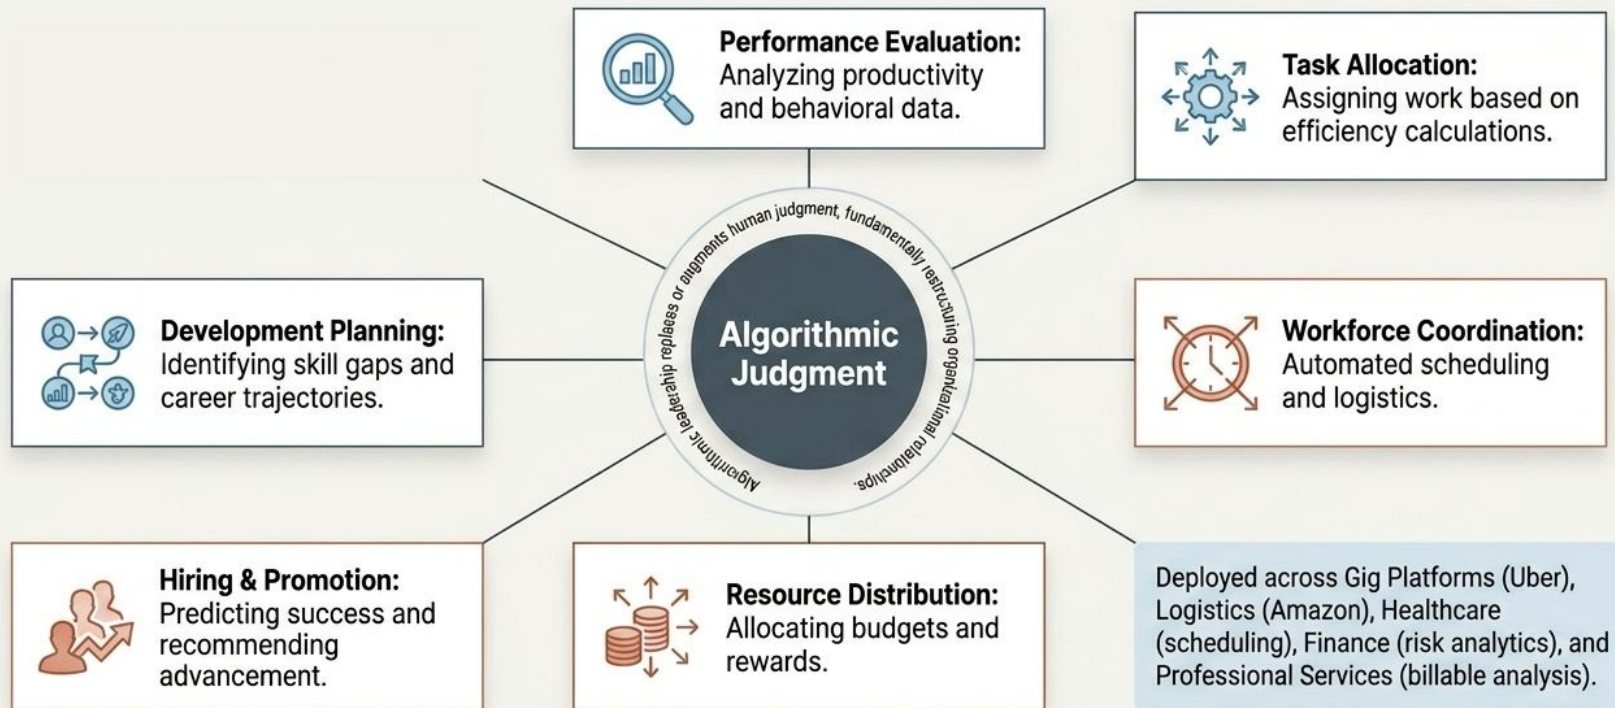 Performance Evaluation:
Analyzing productivity
and behavioral data.
Task Allocation:
Assigning work based on
efficiency calculations.
Algorithmic leadership replaces or augments human judgment, fundamentally restructuring organizational relationships.
Algorithmic
Judgment
Development Planning:
Identifying skill gaps and
career trajectories.
Workforce Coordination:
Automated scheduling
and logistics.
Hiring & Promotion:
Predicting success and
recommending
advancement.
Resource Distribution:
Allocating budgets and
rewards.
Deployed across Gig Platforms (Uber),
Logistics (Amazon), Healthcare
(scheduling), Finance (risk analytics), and
Professional Services (billable analysis).